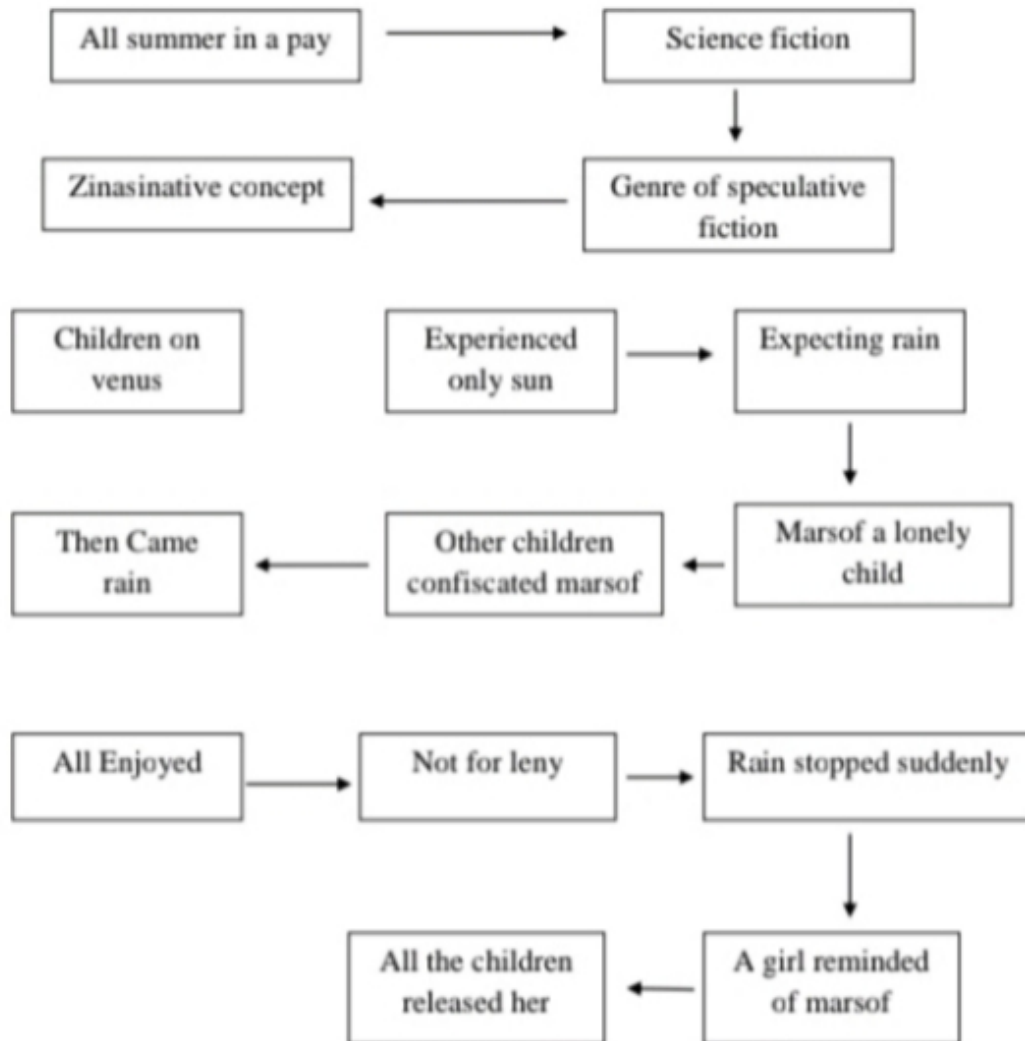 All summer in a pay
Science fiction
Genre of speculative
fiction
Zinasinative concept
Children on
venus
Experienced
only sun
Expecting rain
Marsof a lonely
child
Other children
confiscated marsof
Then Came
rain
All Enjoyed
Not for leny
Rain stopped suddenly
A girl reminded
of marsof
All the children
released her